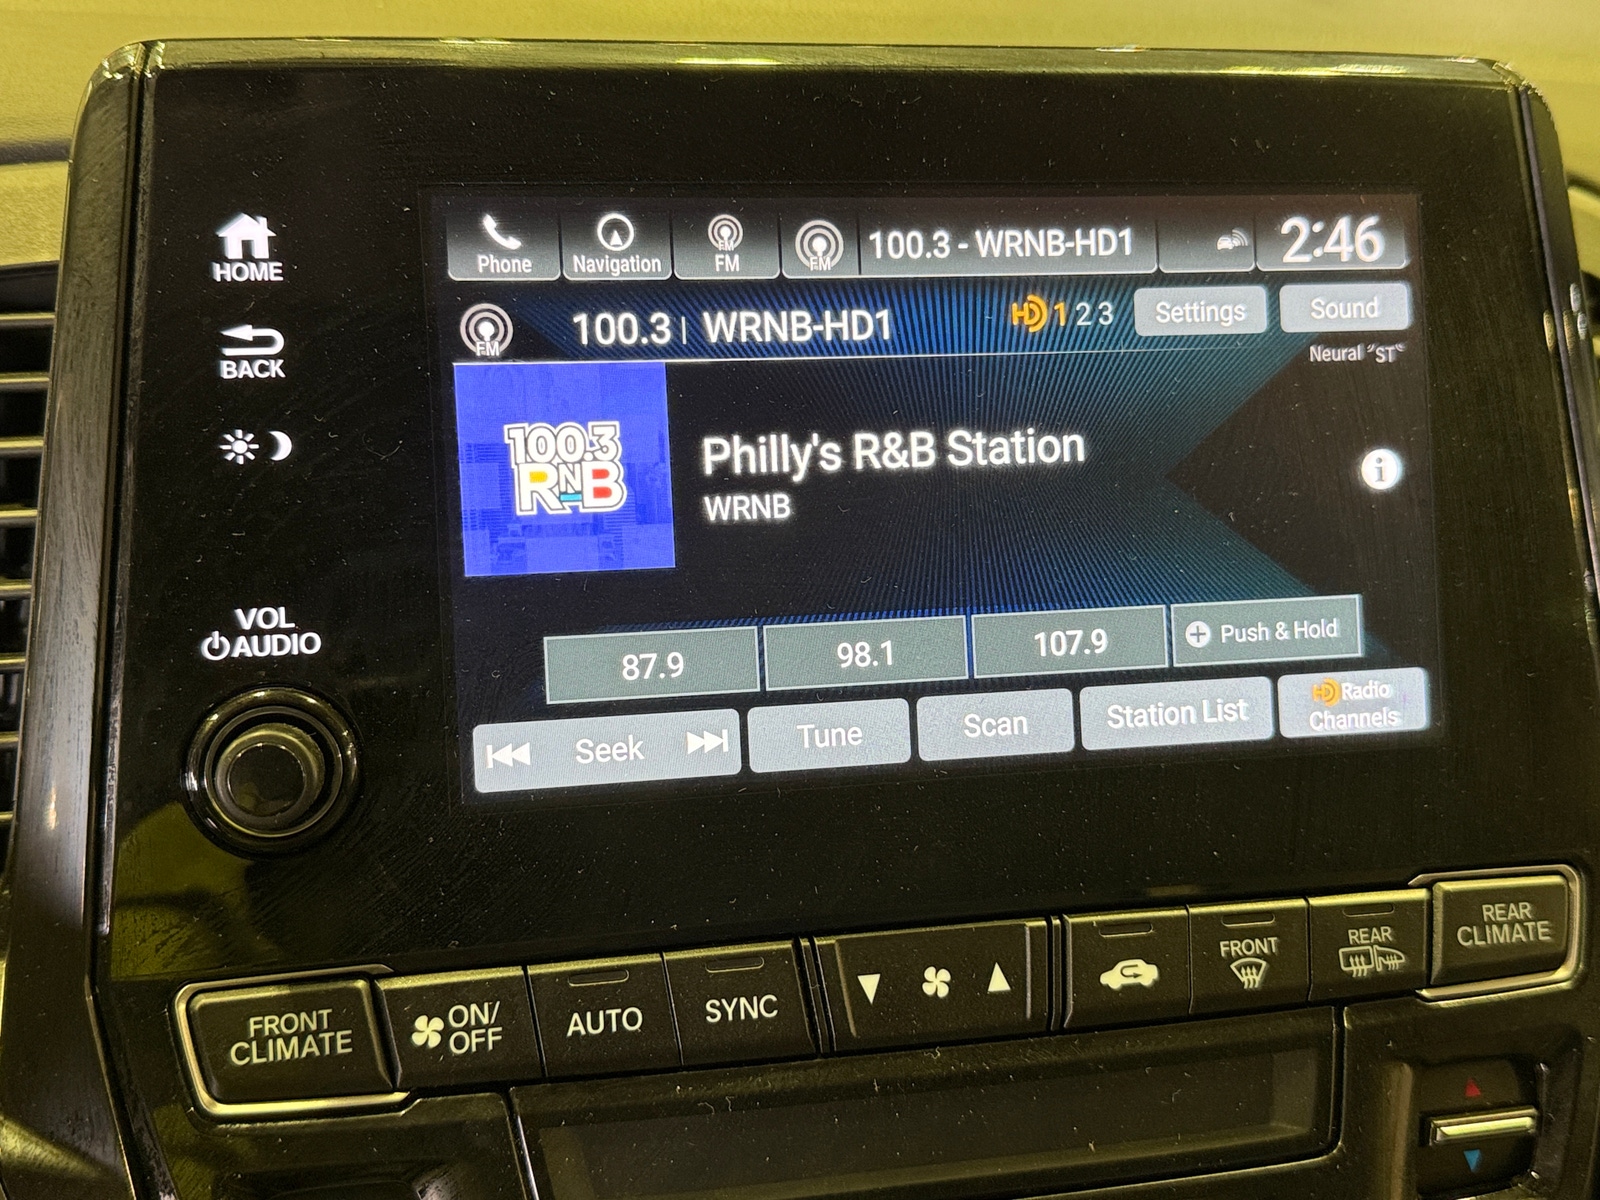 HOME
BACK
VOL
AUDIO
Phone
Navigation
FM
FM
FM
100.3 - WRNB-HD1
2:46
FM
100.3 | WRNB-HD1
HD 1 2 3
Settings
Sound
Neural "ST"
100.3
RNB
Philly's R&B Station
WRNB
i
87.9
98.1
107.9
Push & Hold
Seek
Tune
Scan
Station List
HD Radio
Channels
FRONT
CLIMATE
ON/
OFF
AUTO
SYNC
FRONT
REAR
REAR
CLIMATE